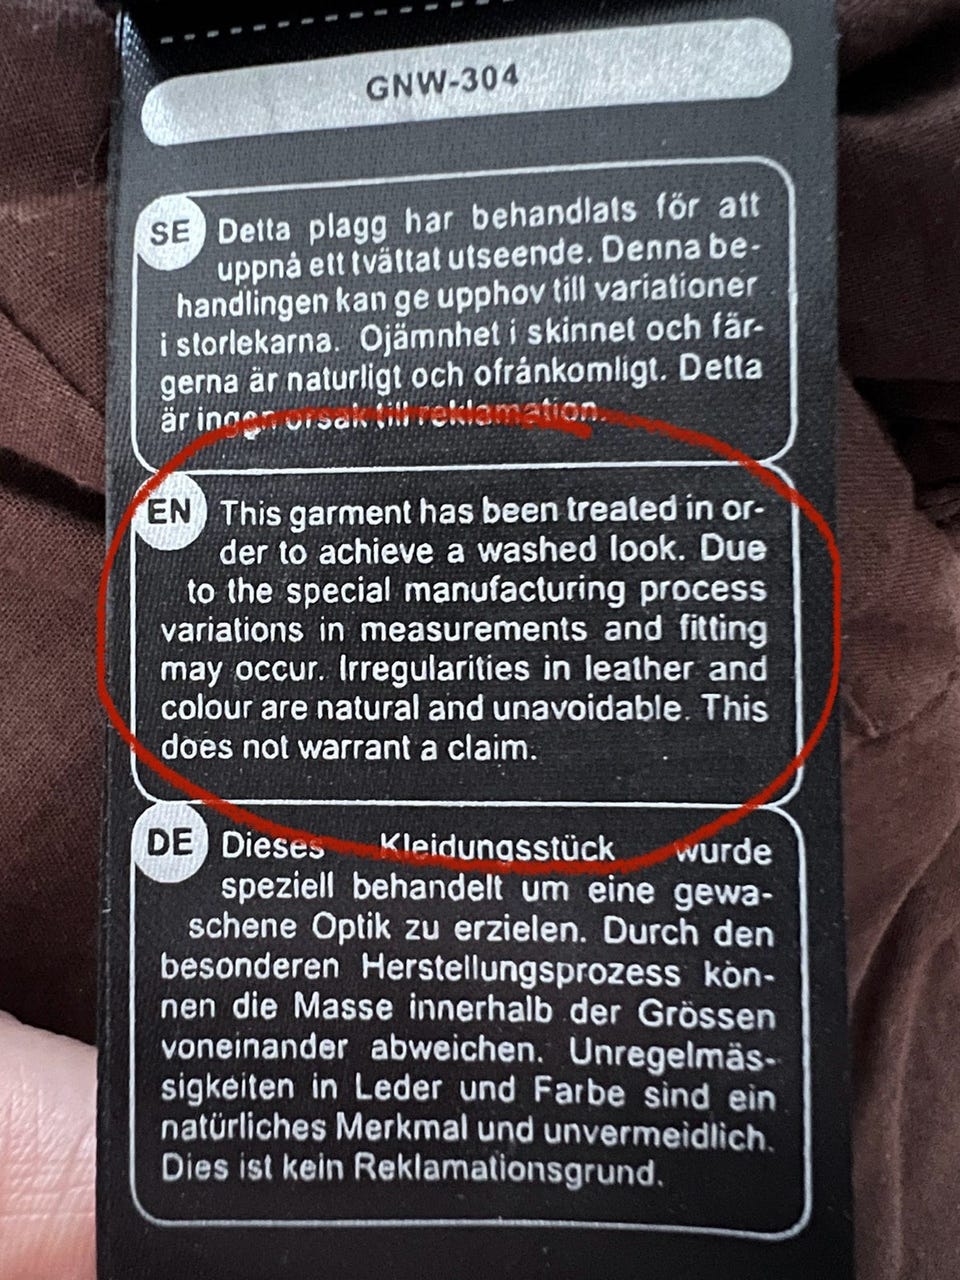 GNW-304
SE Detta plagg har behandlats för att
uppnå ett tvättat utseende. Denna be-
handlingen kan ge upphov till variationer
i storlekarna. Ojämnhet i skinnet och fär-
gerna är naturligt och ofrånkomligt. Detta
är ingen orsak till reklamation.
EN This garment has been treated in or-
der to achieve a washed look. Due
to the special manufacturing process
variations in measurements and fitting
may occur. Irregularities in leather and
colour are natural and unavoidable. This
does not warrant a claim.
DE Dieses Kleidungsstück wurde
speziell behandelt um eine gewa-
schene Optik zu erzielen. Durch den
besonderen Herstellungsprozess kön-
nen die Masse innerhalb der Grössen
voneinander abweichen. Unregelmäs-
sigkeiten in Leder und Farbe sind ein
natürliches Merkmal und unvermeidlich.
Dies ist kein Reklamationsgrund.